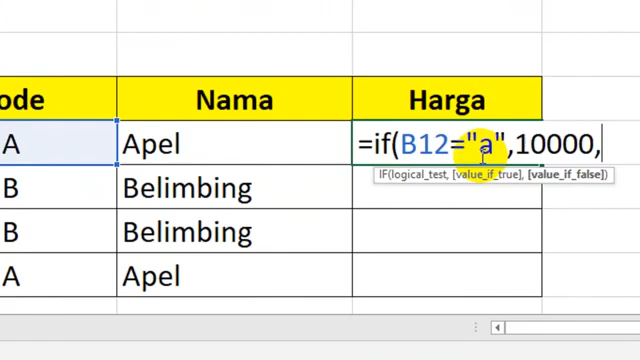 ode Nama Harga
A Apel =if(B12="a",10000,
IF(logical_test, [value_if_true], [value_if_false])
B Belimbing
B Belimbing
A Apel